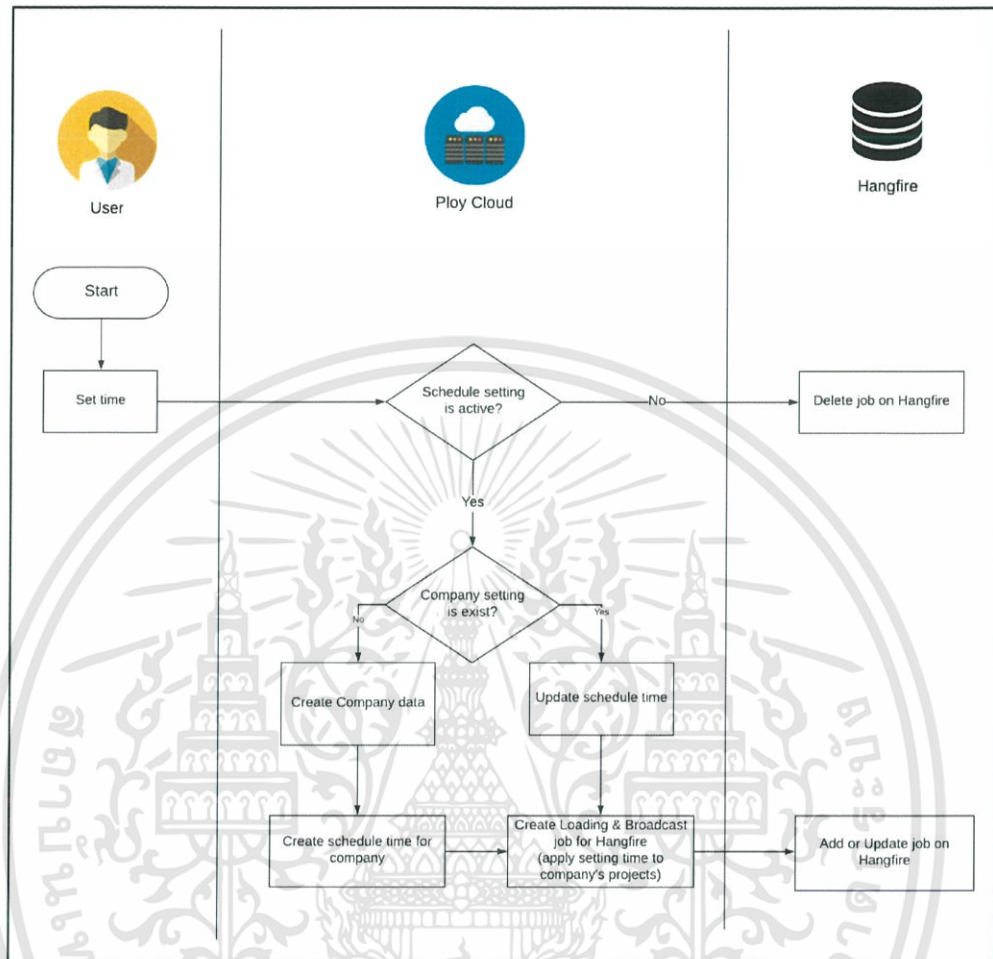 User
Ploy Cloud
Hangfire
Start
Set time
Schedule setting
is active?
No
Delete job on Hangfire
Yes
Company setting
is exist?
No
Yes
Create Company data
Update schedule time
Create schedule time for
company
Create Loading & Broadcast
job for Hangfire
(apply setting time to
company's projects)
Add or Update job on
Hangfire